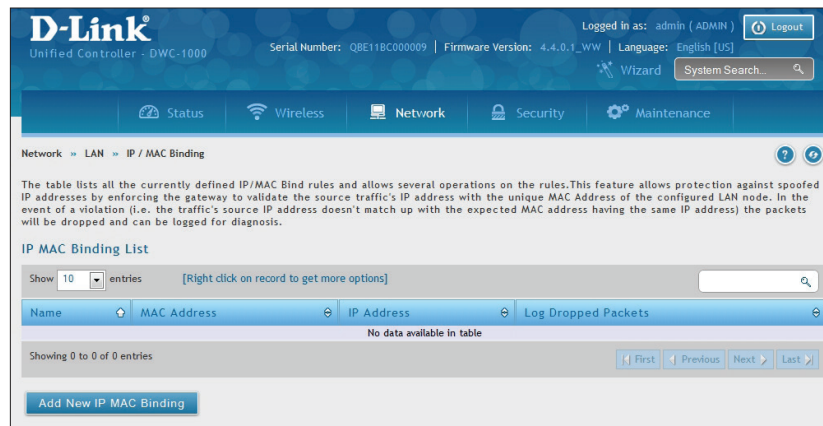 D-Link®
Unified Controller - DWC-1000
Logged in as: admin ( ADMIN ) Logout
Serial Number: QBE11BC000009 | Firmware Version: 4.4.0.1_WW | Language: English [US]
Wizard System Search...
Status Wireless Network Security Maintenance
Network » LAN » IP / MAC Binding
The table lists all the currently defined IP/MAC Bind rules and allows several operations on the rules.This feature allows protection against spoofed
IP addresses by enforcing the gateway to validate the source traffic's IP address with the unique MAC Address of the configured LAN node. In the
event of a violation (i.e. the traffic's source IP address doesn't match up with the expected MAC address having the same IP address) the packets
will be dropped and can be logged for diagnosis.
IP MAC Binding List
Show 10 entries [Right click on record to get more options]
Name MAC Address IP Address Log Dropped Packets
No data available in table
Showing 0 to 0 of 0 entries First Previous Next Last
Add New IP MAC Binding